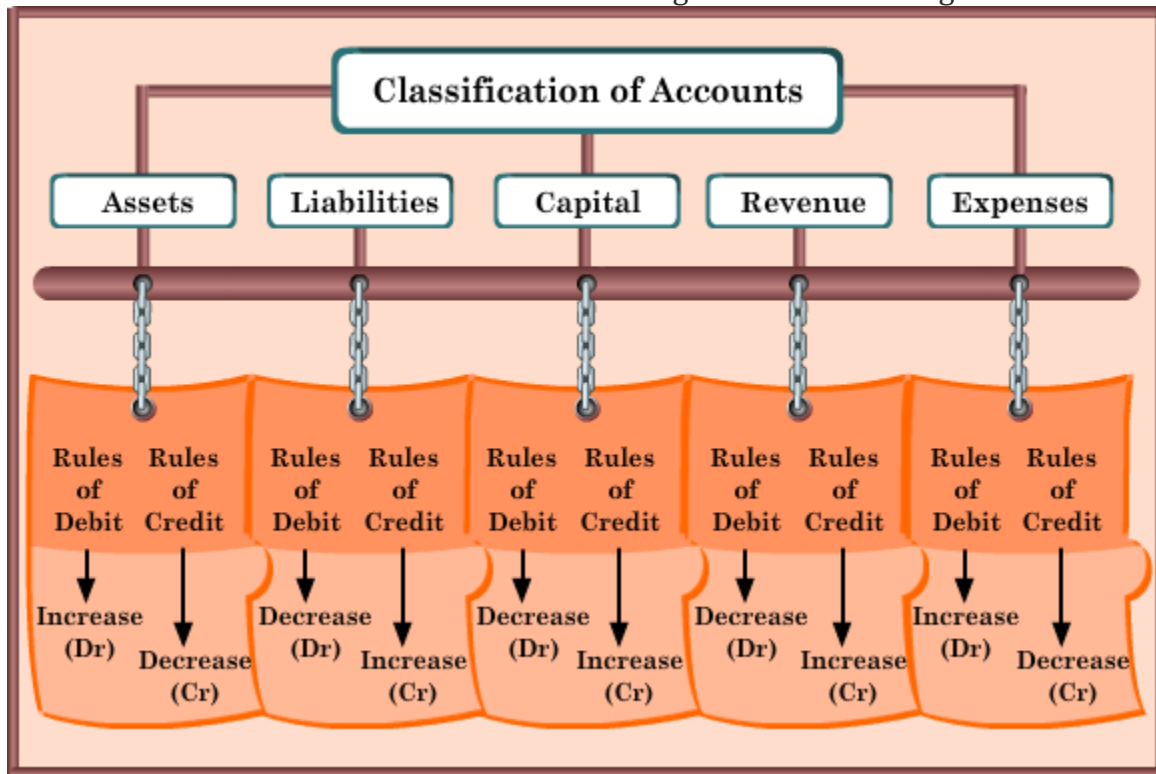 Classification of Accounts
Assets
Liabilities
Capital
Revenue
Expenses
Rules
of
Debit
Rules
of
Credit
Increase
(Dr)
Decrease
(Cr)
Rules
of
Debit
Rules
of
Credit
Decrease
(Dr)
Increase
(Cr)
Rules
of
Debit
Rules
of
Credit
Decrease
(Dr)
Increase
(Cr)
Rules
of
Debit
Rules
of
Credit
Decrease
(Dr)
Increase
(Cr)
Rules
of
Debit
Rules
of
Credit
Increase
(Dr)
Decrease
(Cr)